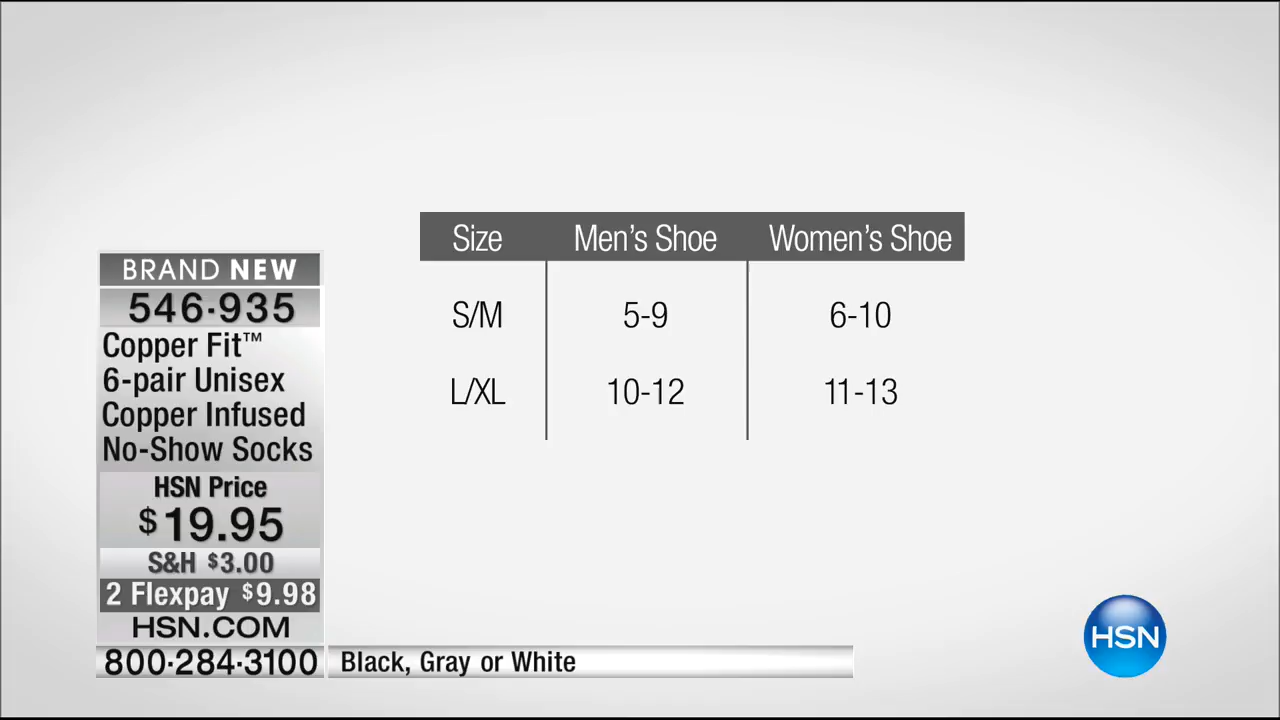 Size Men's Shoe Women's Shoe
S/M 5-9 6-10
L/XL 10-12 11-13
BRAND NEW
546·935
Copper Fit™
6-pair Unisex
Copper Infused
No-Show Socks
HSN Price
$19.95
S&H $3.00
2 Flexpay $9.98
HSN.COM
800·284·3100
Black, Gray or White
HSN